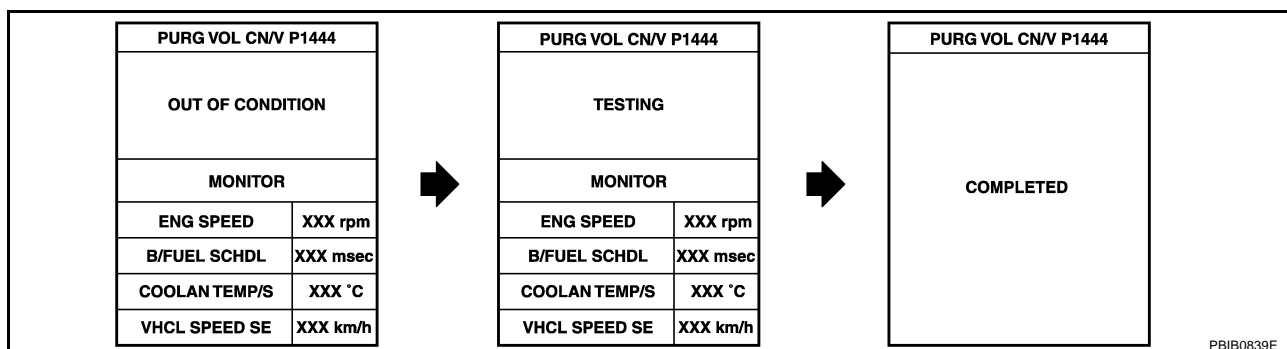 PURG VOL CN/V P1444
OUT OF CONDITION
MONITOR
ENG SPEED XXX rpm
B/FUEL SCHDL XXX msec
COOLAN TEMP/S XXX ˚C
VHCL SPEED SE XXX km/h
PURG VOL CN/V P1444
TESTING
MONITOR
ENG SPEED XXX rpm
B/FUEL SCHDL XXX msec
COOLAN TEMP/S XXX ˚C
VHCL SPEED SE XXX km/h
PURG VOL CN/V P1444
COMPLETED
PBIB0839E